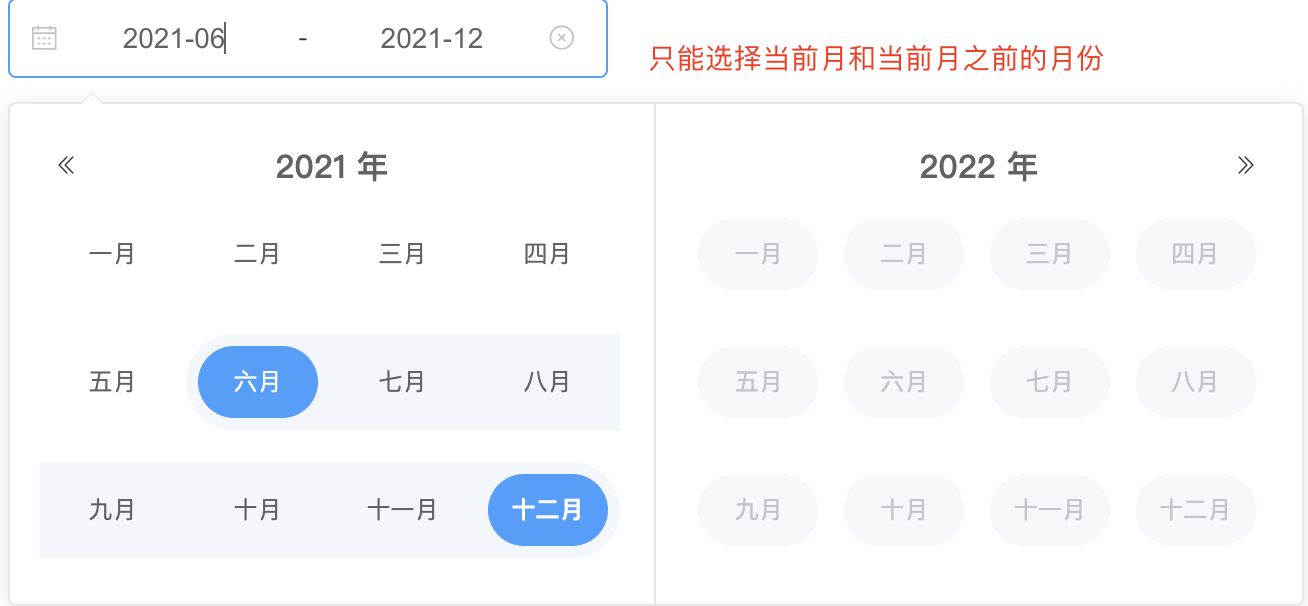 2021-06 - 2021-12
只能选择当前月和当前月之前的月份
2021 年
一月 二月 三月 四月
五月 六月 七月 八月
九月 十月 十一月 十二月
2022 年
一月 二月 三月 四月
五月 六月 七月 八月
九月 十月 十一月 十二月